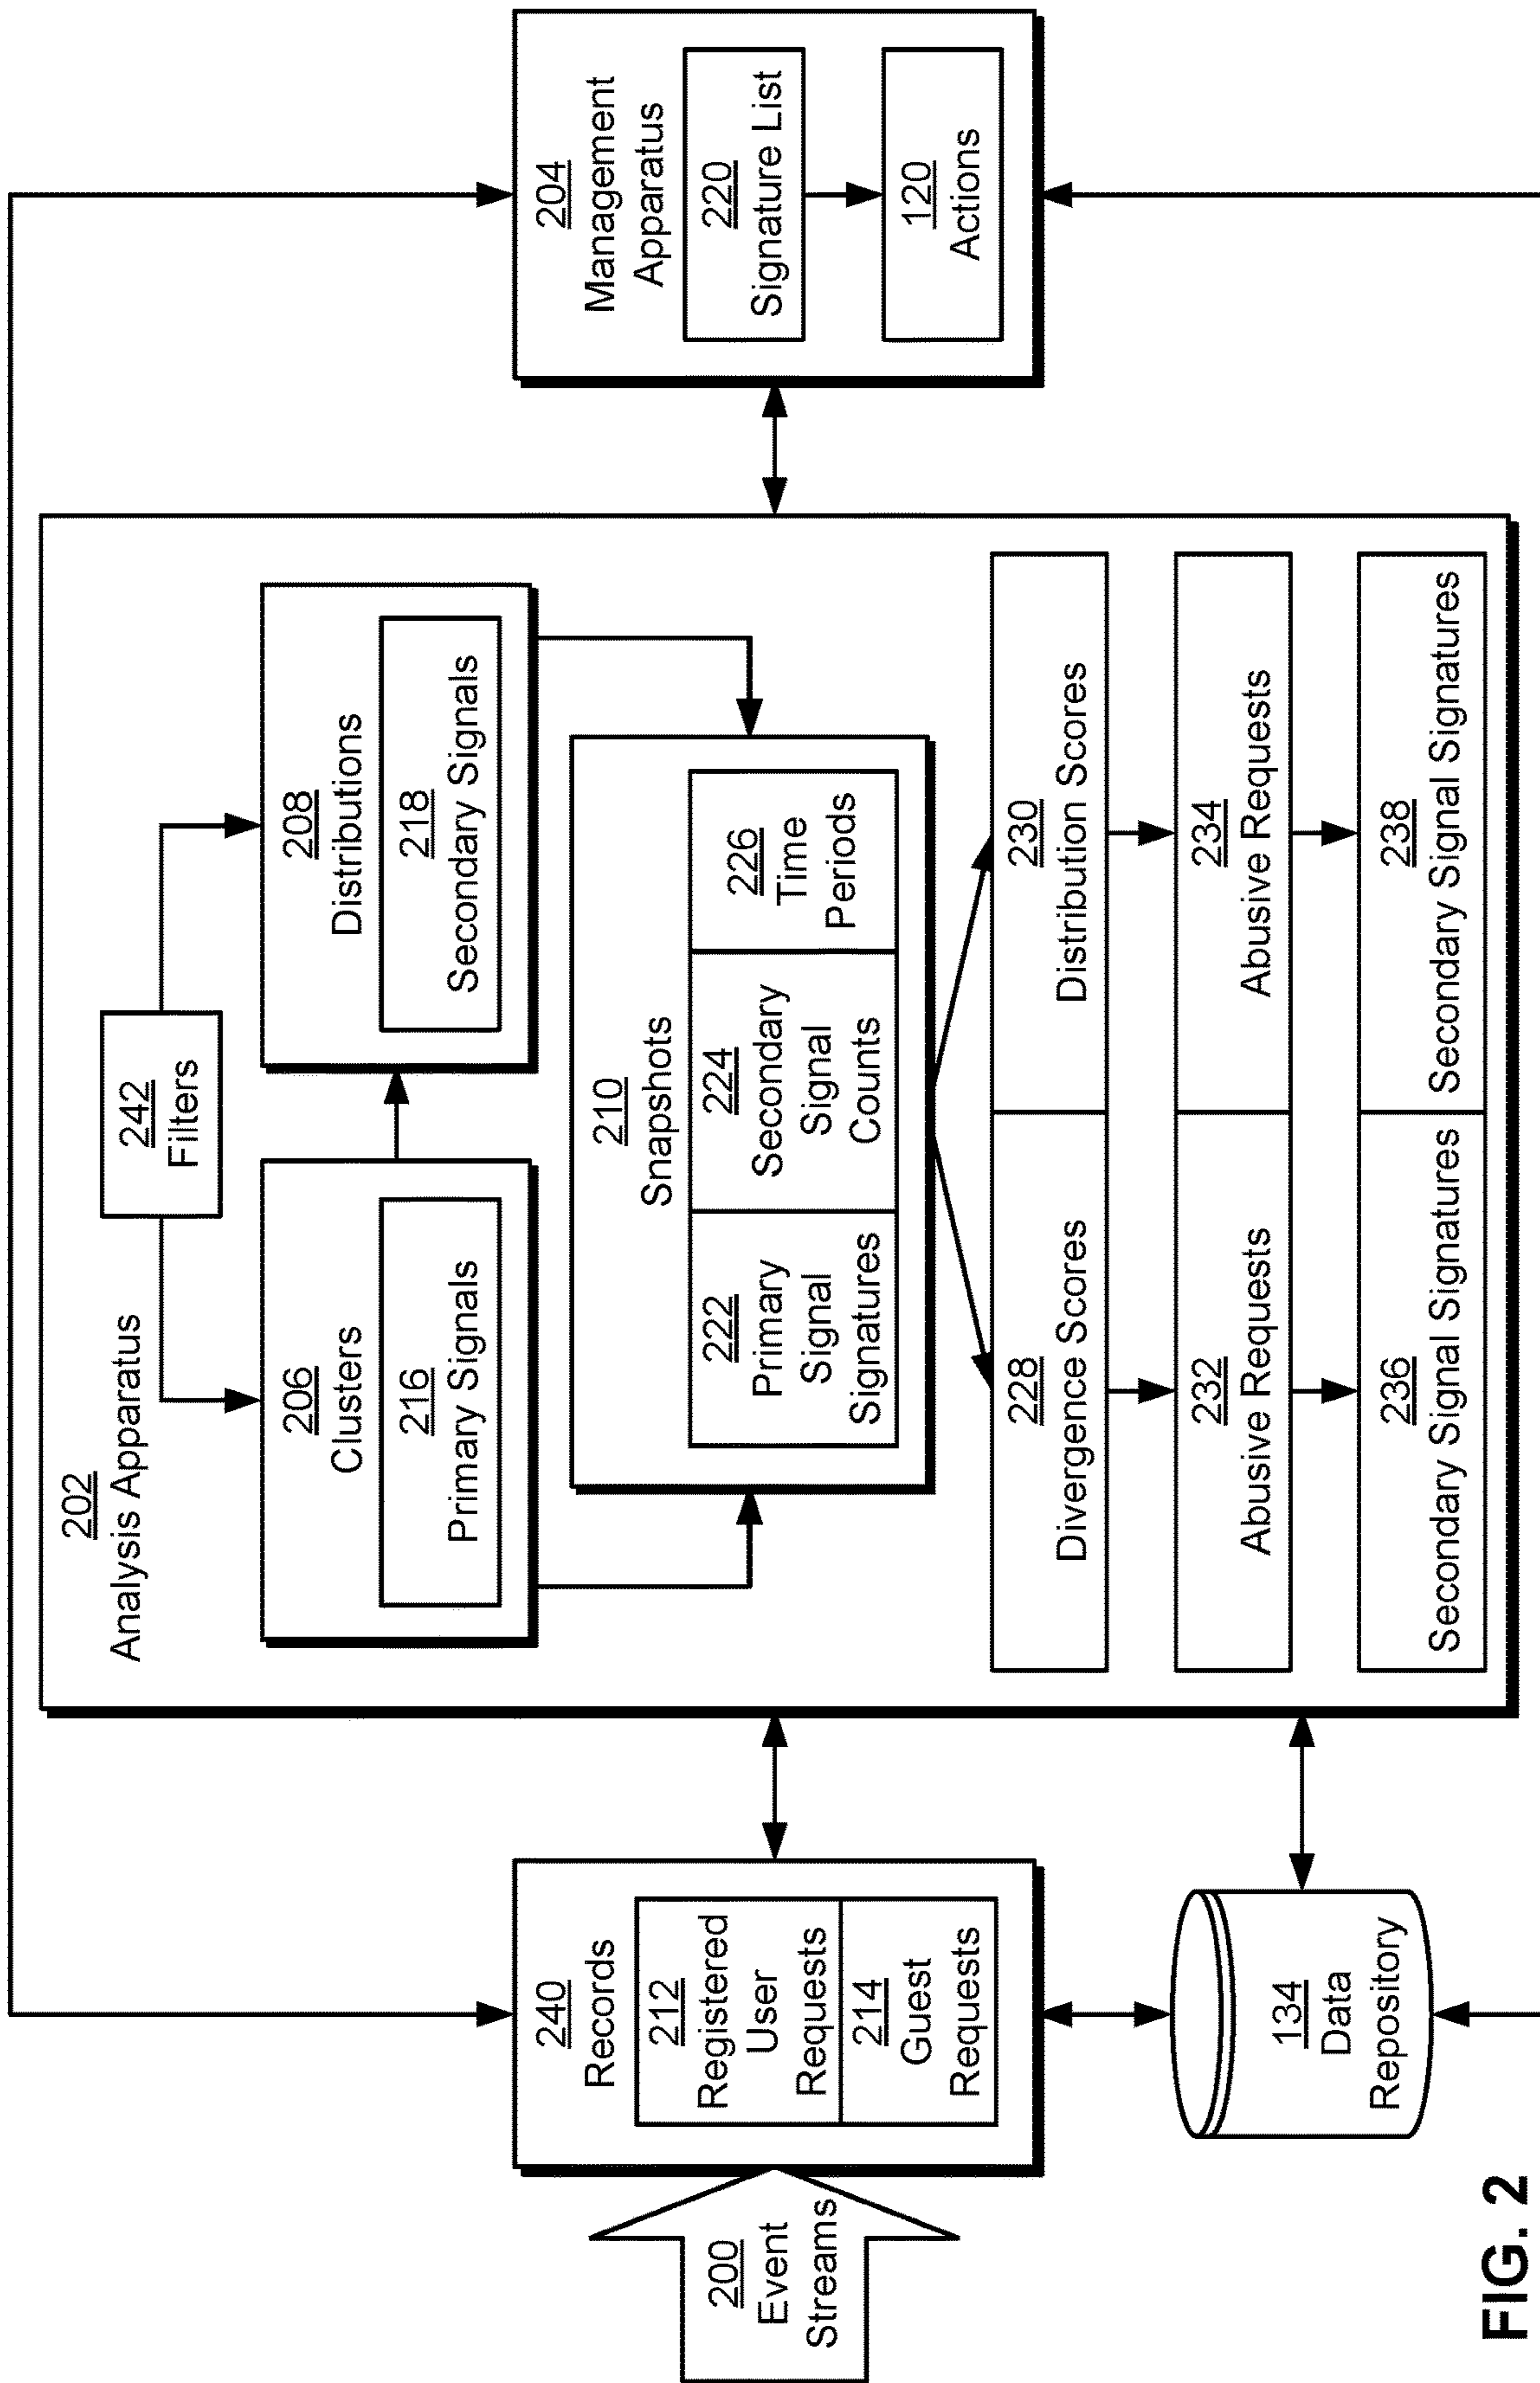 200
Event
Streams
240
Records
212
Registered
User
Requests
214
Guest
Requests
134
Data
Repository
202
Analysis Apparatus
242
Filters
206
Clusters
216
Primary Signals
208
Distributions
218
Secondary Signals
210
Snapshots
222
Primary
Signal
Signatures
224
Secondary
Signal
Counts
226
Time
Periods
228
Divergence Scores
230
Distribution Scores
232
Abusive Requests
234
Abusive Requests
236
Secondary Signal Signatures
238
Secondary Signal Signatures
204
Management
Apparatus
220
Signature List
120
Actions
FIG. 2